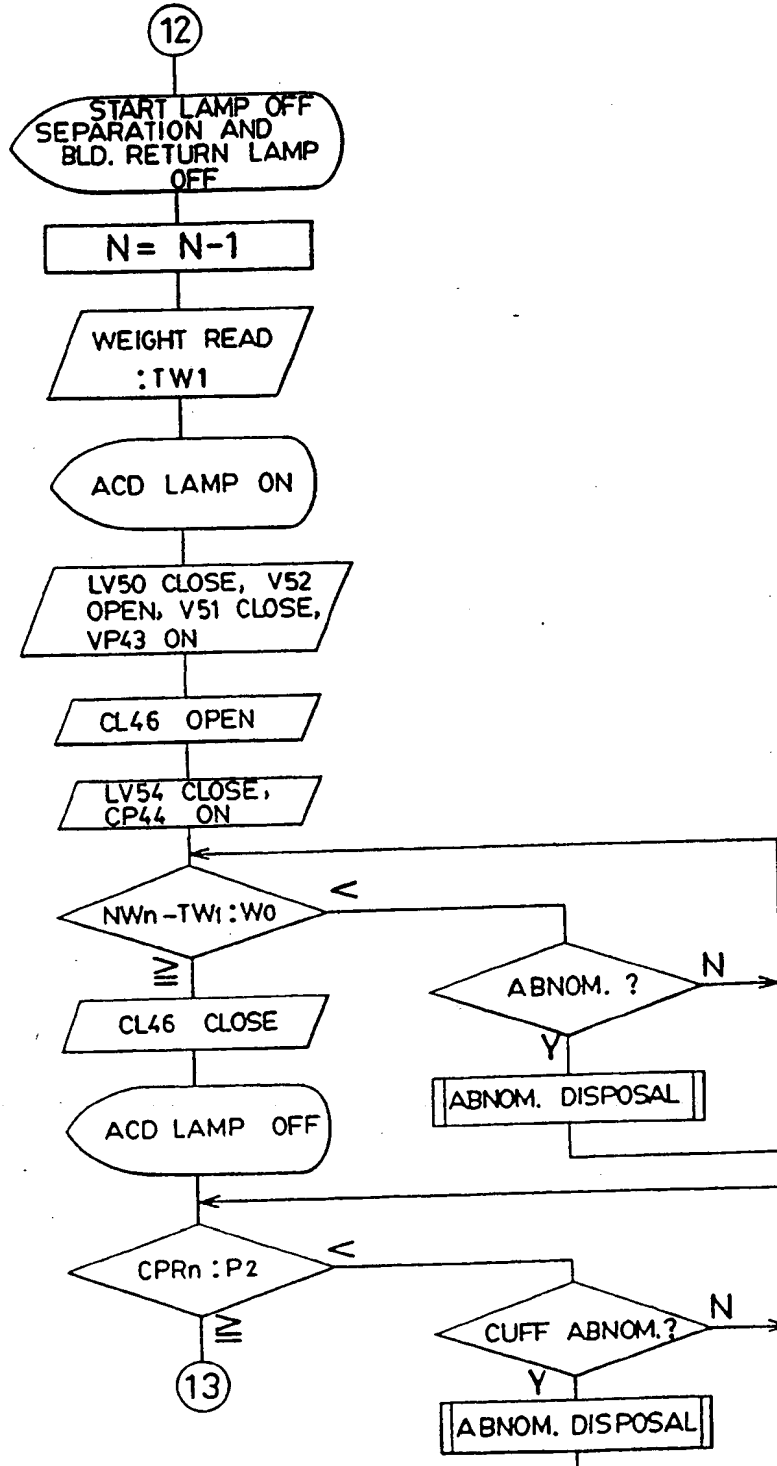 12
START LAMP OFF
SEPARATION AND
BLD. RETURN LAMP
OFF
N= N-1
WEIGHT READ
:TW1
ACD LAMP ON
LV50 CLOSE, V52
OPEN, V51 CLOSE,
VP43 ON
CL46 OPEN
LV54 CLOSE,
CP44 ON
NWn-TW1:W0
<
≧
ABNOM. ?
N
Y
ABNOM. DISPOSAL
CL46 CLOSE
ACD LAMP OFF
CPRn:P2
<
≧
CUFF ABNOM.?
N
Y
ABNOM. DISPOSAL
13